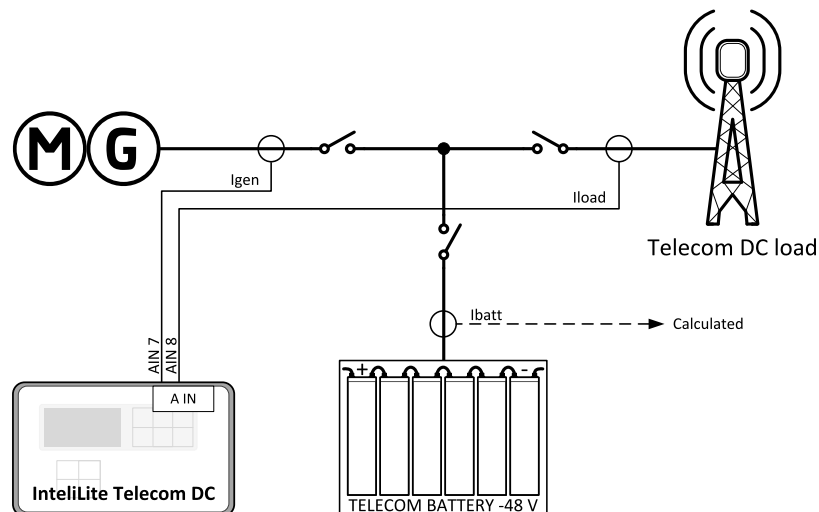 M G
Igen
Iload
Telecom DC load
Ibatt
Calculated
AIN 7
AIN 8
A IN
+
-
InteliLite Telecom DC
TELECOM BATTERY -48 V